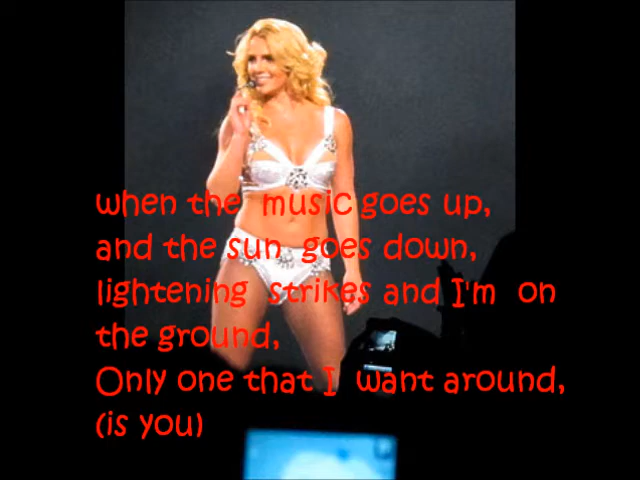 when the music goes up,
and the sun goes down,
lightening strikes and I'm on
the ground,
Only one that I want around,
(is you)